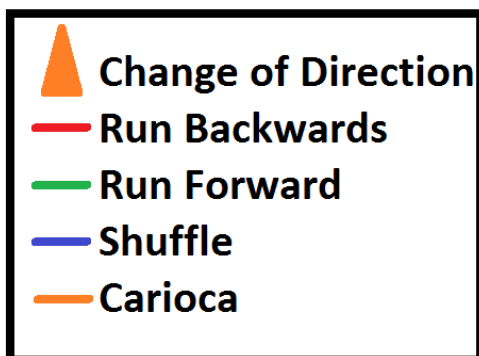 Change of Direction
Run Backwards
Run Forward
Shuffle
Carioca